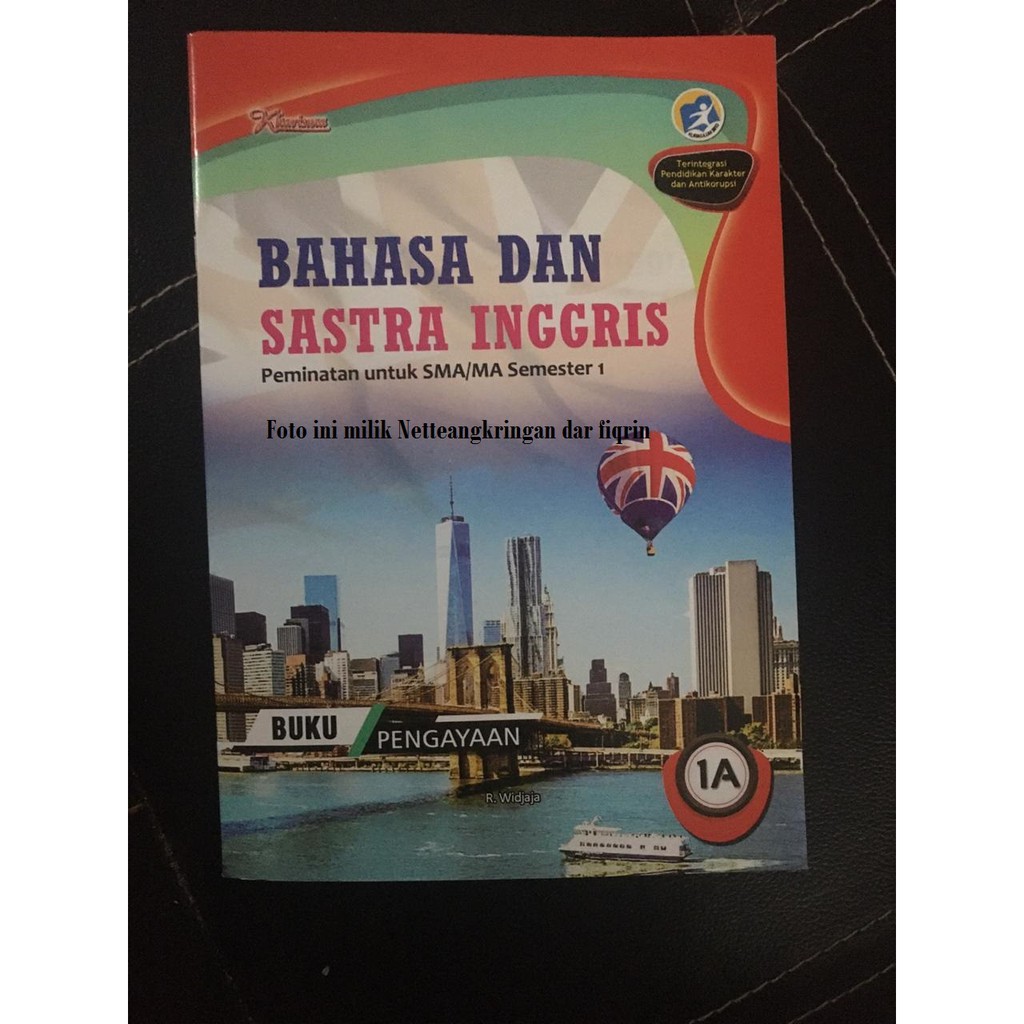 Terintegrasi
Pendidikan Karakter
dan Antikorupsi
BAHASA DAN
SASTRA INGGRIS
Peminatan untuk SMA/MA Semester 1
Foto ini milik Netteangkringan dar fiqrin
BUKU PENGAYAAN
1A
R. Widjaja